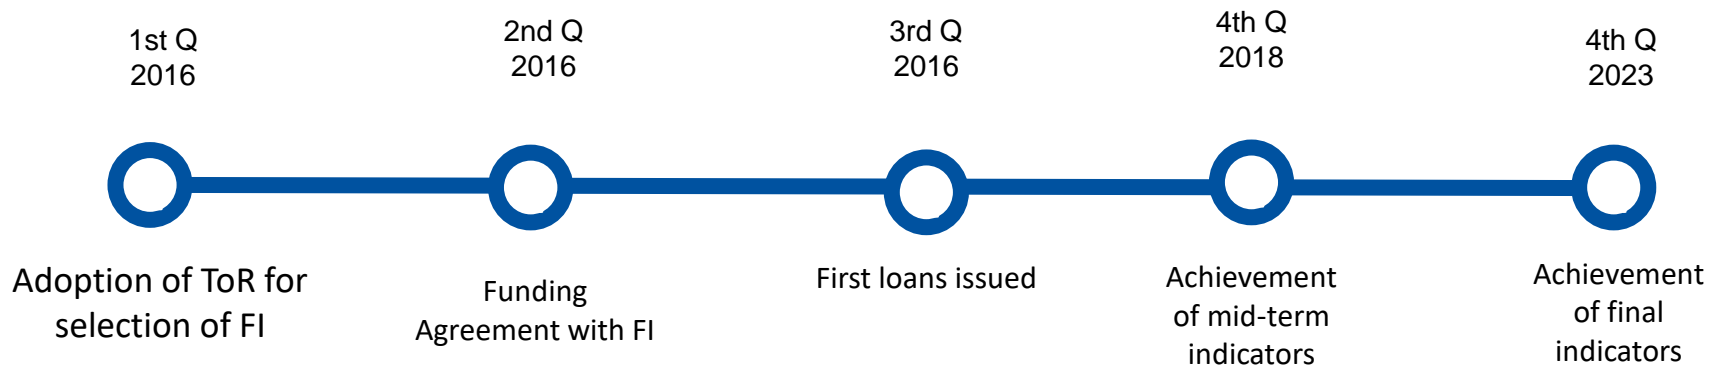 1st Q
2016
2nd Q
2016
3rd Q
2016
4th Q
2018
4th Q
2023
Adoption of ToR for
selection of FI
Funding
Agreement with FI
First loans issued
Achievement
of mid-term
indicators
Achievement
of final
indicators